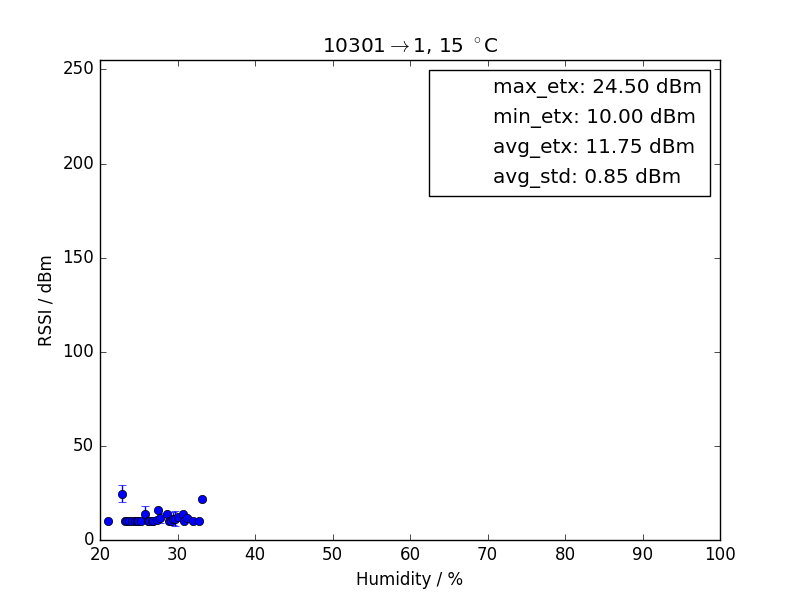 10301→1, 15 °C
max_etx: 24.50 dBm
min_etx: 10.00 dBm
avg_etx: 11.75 dBm
avg_std: 0.85 dBm
RSSI / dBm
250
200
150
100
50
0
20 30 40 50 60 70 80 90 100
Humidity / %